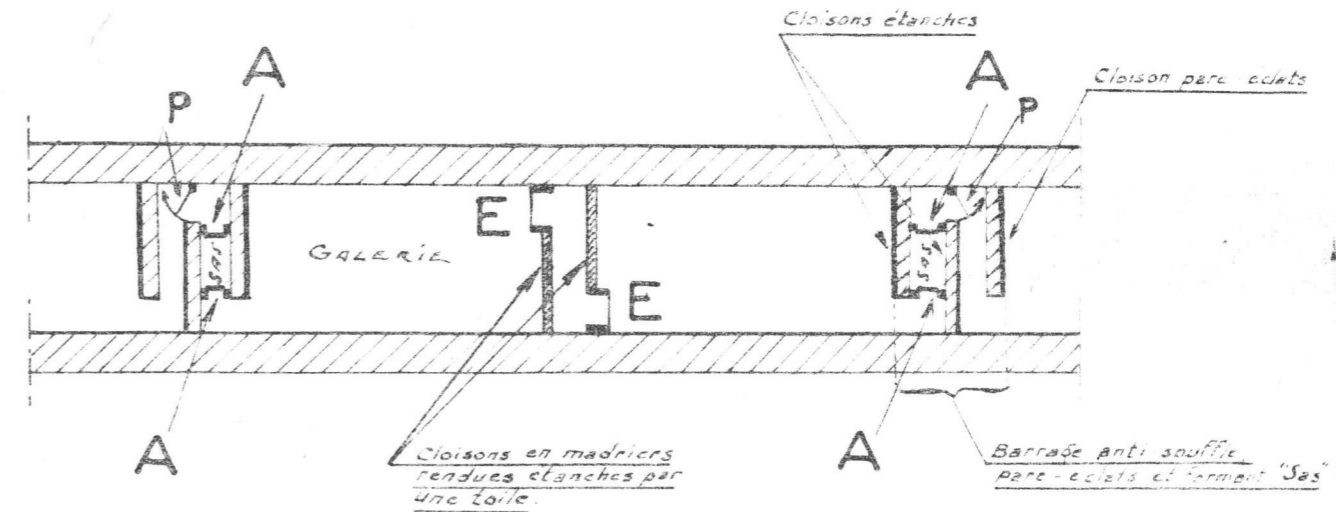 Cloisons étanches
A
A
Cloison pare-éclats
P
P
E
GALERIE
SAS
SAS
E
A
A
Cloisons en madriers
rendues étanches par
une toile.
Barrage anti souffle,
pare-éclats et formant "Sas"